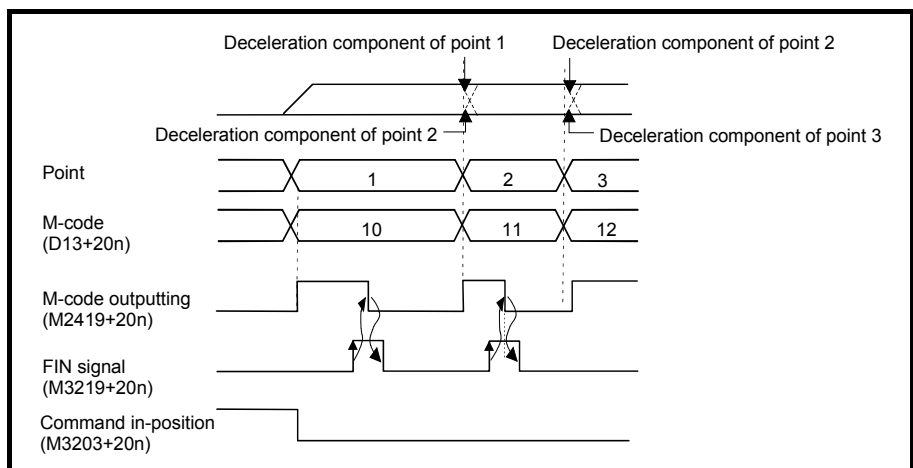 Deceleration component of point 1
Deceleration component of point 2
Deceleration component of point 2
Deceleration component of point 3
Point
1
2
3
M-code
(D13+20n)
10
11
12
M-code outputting
(M2419+20n)
FIN signal
(M3219+20n)
Command in-position
(M3203+20n)